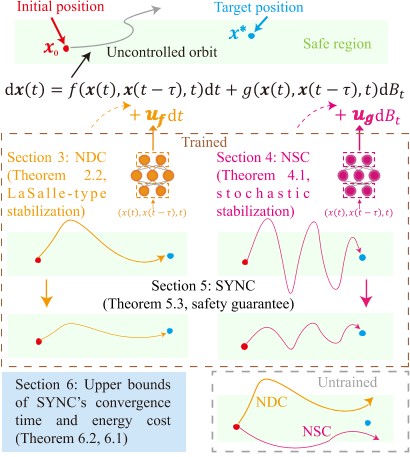 Initial position
Target position
x₀
x*
Safe region
Uncontrolled orbit
dx(t) = f(x(t), x(t − τ), t)dt + g(x(t), x(t − τ), t)dBₜ
+ u_f dt
+ u_g dBₜ
Trained
Section 3: NDC
(Theorem 2.2,
LaSalle-type
stabilization)
(x(t), x(t−τ), t)
Section 4: NSC
(Theorem 4.1,
stochastic
stabilization)
(x(t), x(t−τ), t)
Section 5: SYNC
(Theorem 5.3, safety guarantee)
Section 6: Upper bounds
of SYNC's convergence
time and energy cost
(Theorem 6.2, 6.1)
Untrained
NDC
NSC